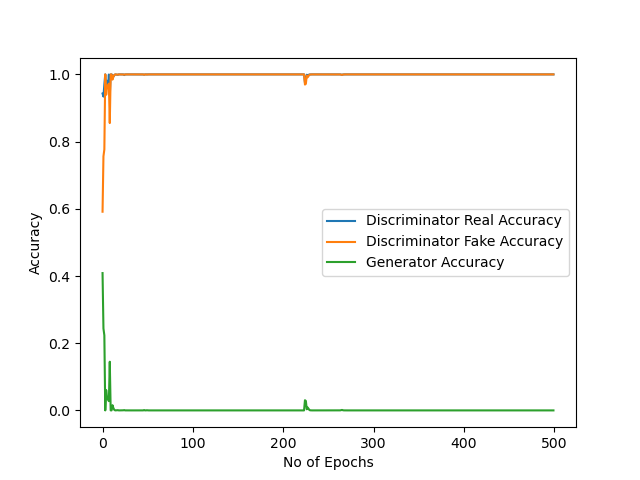 1.0
0.8
0.6
0.4
0.2
0.0
Accuracy
Discriminator Real Accuracy
Discriminator Fake Accuracy
Generator Accuracy
0 100 200 300 400 500
No of Epochs